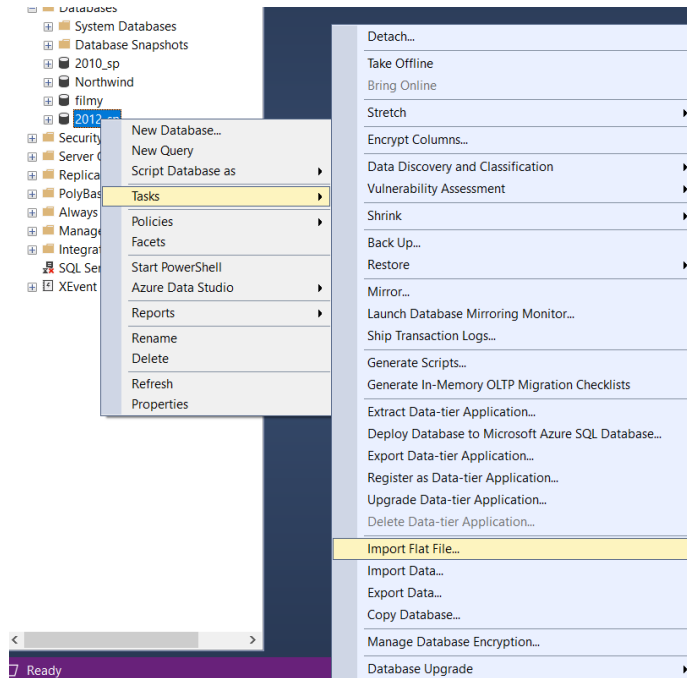 Databases
System Databases
Database Snapshots
2010_sp
Northwind
filmy
2012_sp
Security
Server
Replica
PolyBas
Always
Manage
Integrat
SQL Ser
XEvent
New Database...
New Query
Script Database as
Tasks
Policies
Facets
Start PowerShell
Azure Data Studio
Reports
Rename
Delete
Refresh
Properties
Detach...
Take Offline
Bring Online
Stretch
Encrypt Columns...
Data Discovery and Classification
Vulnerability Assessment
Shrink
Back Up...
Restore
Mirror...
Launch Database Mirroring Monitor...
Ship Transaction Logs...
Generate Scripts...
Generate In-Memory OLTP Migration Checklists
Extract Data-tier Application...
Deploy Database to Microsoft Azure SQL Database...
Export Data-tier Application...
Register as Data-tier Application...
Upgrade Data-tier Application...
Delete Data-tier Application...
Import Flat File...
Import Data...
Export Data...
Copy Database...
Manage Database Encryption...
Database Upgrade
Ready